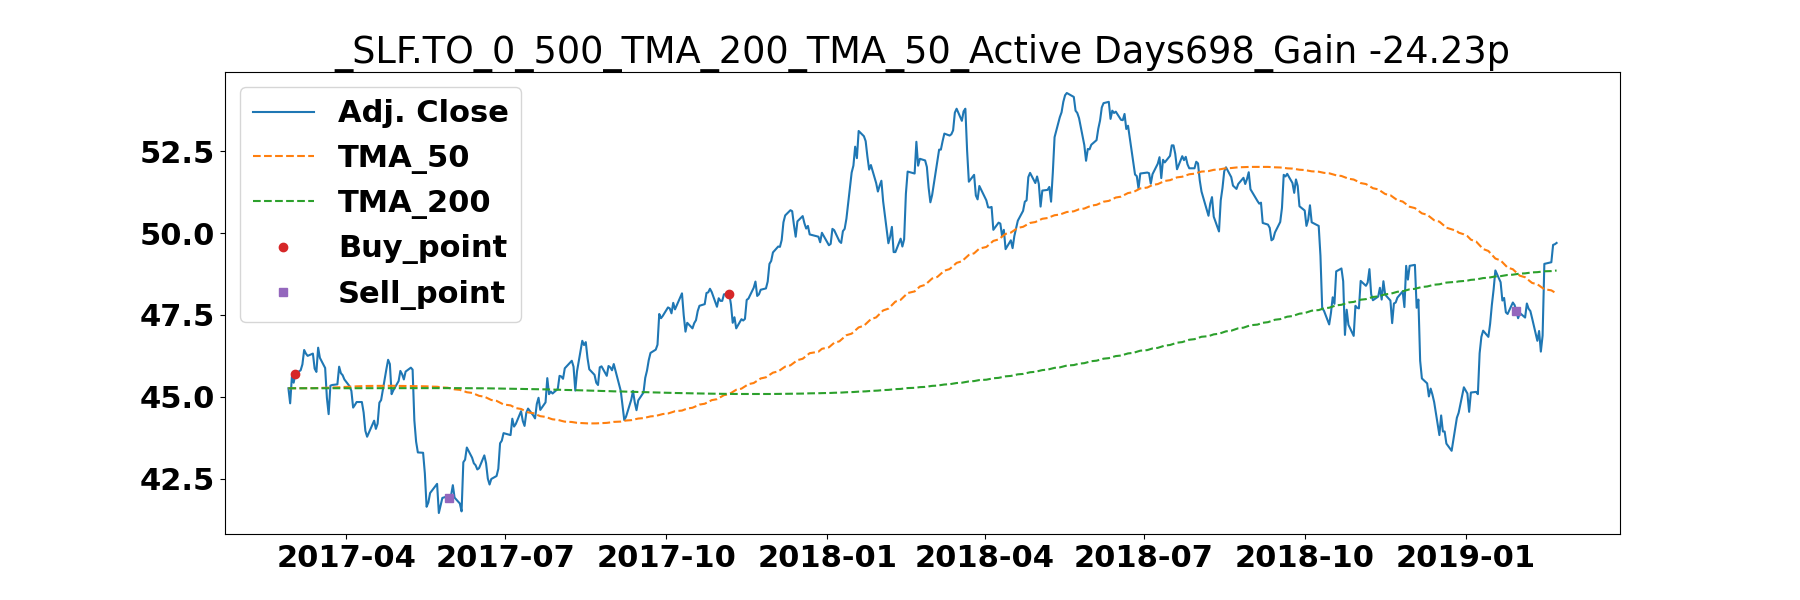 _SLF.TO_0_500_TMA_200_TMA_50_Active Days698_Gain -24.23p
Adj. Close
TMA_50
TMA_200
Buy_point
Sell_point
52.5
50.0
47.5
45.0
42.5
2017-04 2017-07 2017-10 2018-01 2018-04 2018-07 2018-10 2019-01